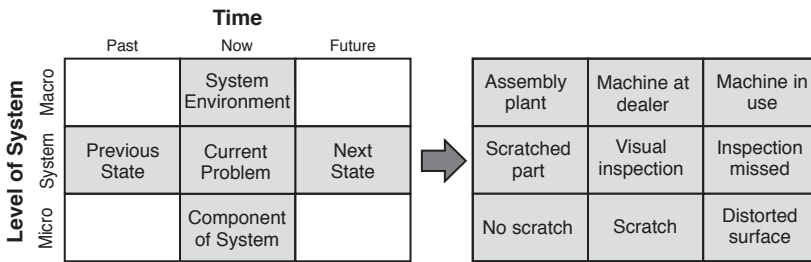 Time
Past Now Future
Level of System
Macro
System
Micro
System
Environment
Previous
State
Current
Problem
Next
State
Component
of System
Assembly
plant
Machine at
dealer
Machine in
use
Scratched
part
Visual
inspection
Inspection
missed
No scratch
Scratch
Distorted
surface